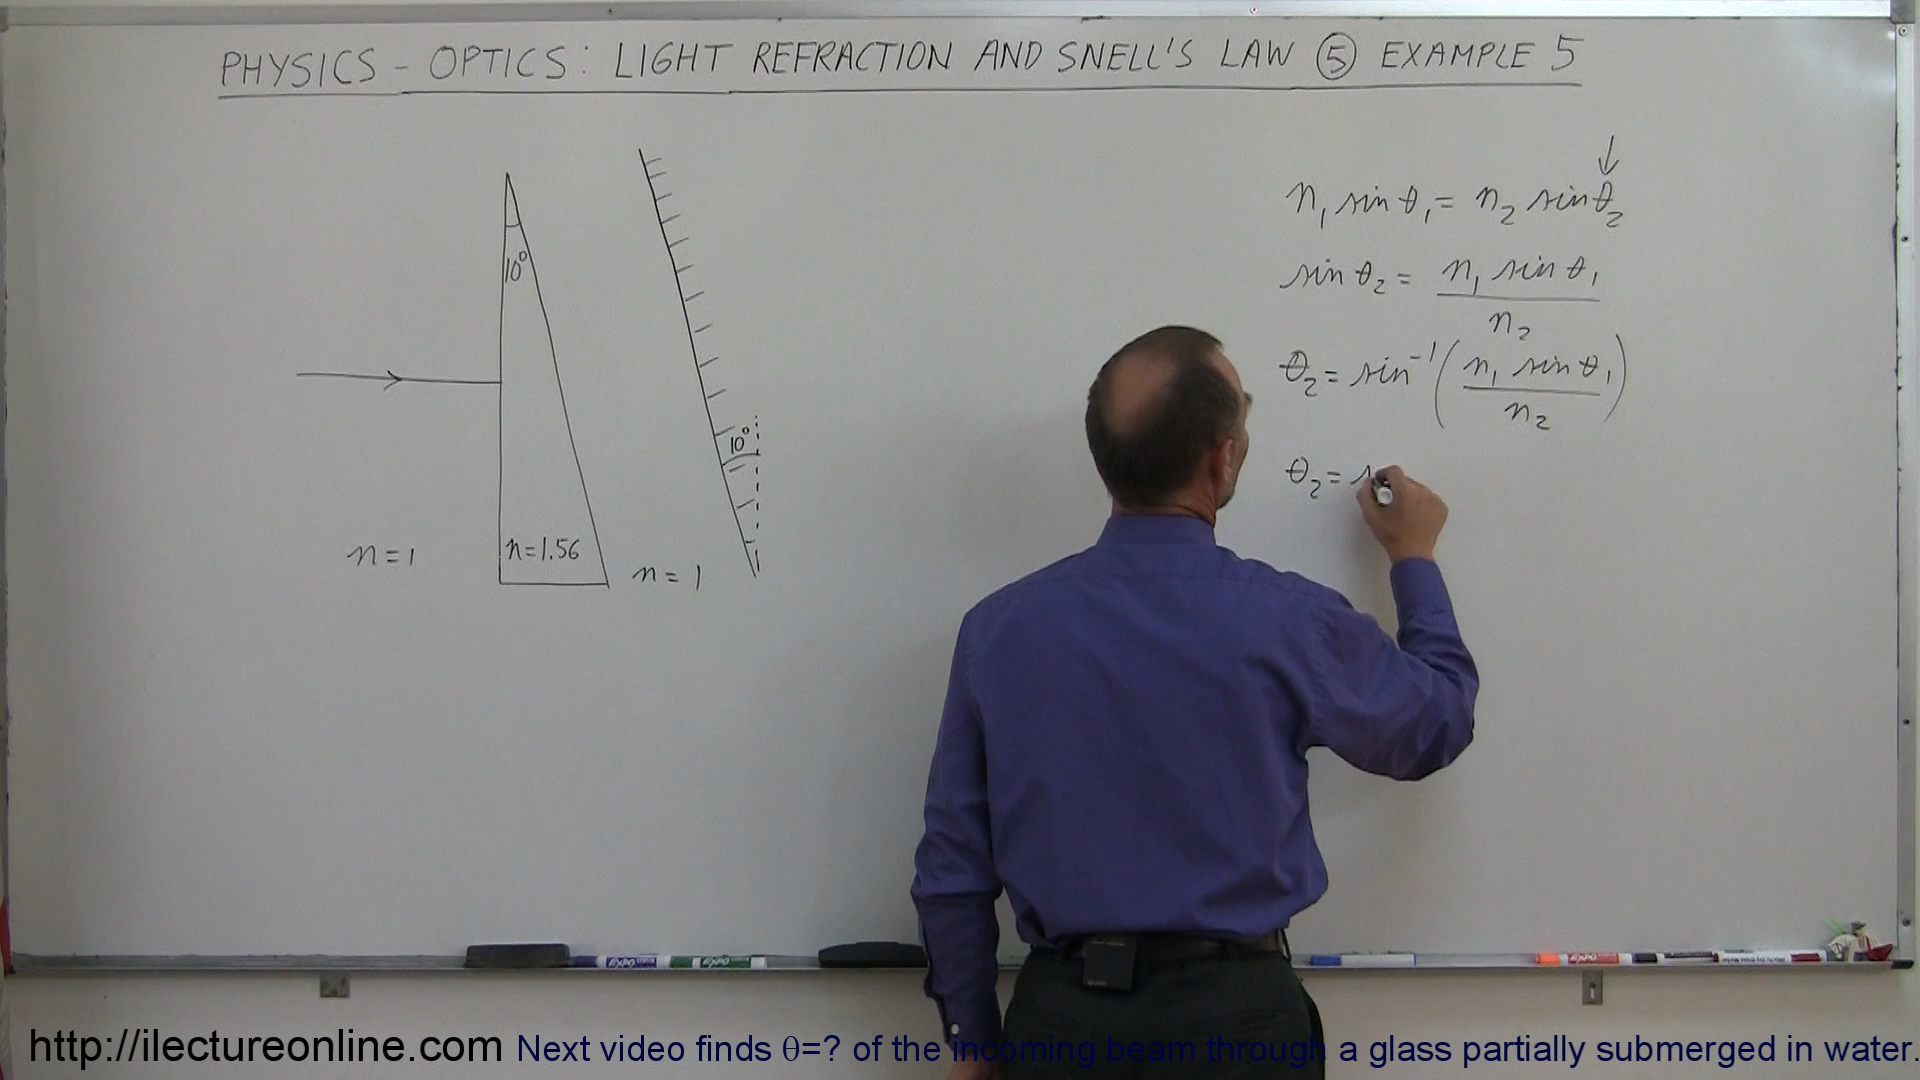 PHYSICS - OPTICS: LIGHT REFRACTION AND SNELL'S LAW ⑤ EXAMPLE 5
10°
10°
n=1
n=1.56
n=1
n₁ sin θ₁ = n₂ sin θ₂
sin θ₂ = n₁ sin θ₁ / n₂
θ₂ = sin⁻¹ (n₁ sin θ₁ / n₂)
θ₂ =
http://ilectureonline.com Next video finds θ=? of the incoming beam through a glass partially submerged in water.